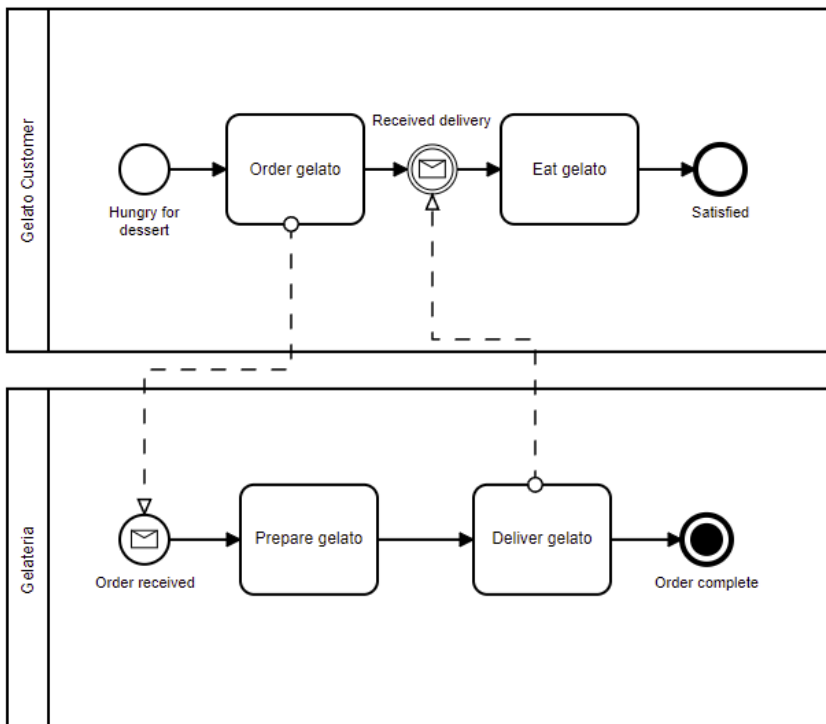 Gelato Customer
Received delivery
Order gelato
Eat gelato
Hungry for
dessert
Satisfied
Gelateria
Prepare gelato
Deliver gelato
Order received
Order complete